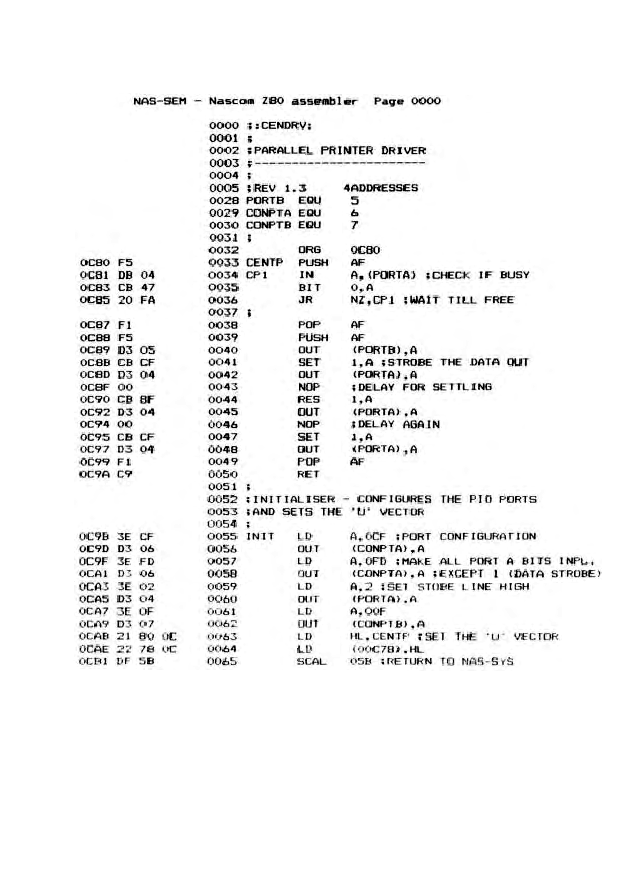 NAS-SEM - Nascom Z80 assembler Page 0000
0000 ;:CENDRV;
0001 ;
0002 ;PARALLEL PRINTER DRIVER
0003 ;-----------------------
0004 ;
0005 ;REV 1.3 4ADDRESSES
0028 PORTB EQU 5
0029 CONPTA EQU 6
0030 CONPTB EQU 7
0031 ;
0032 ORG 0C80
0C80 F5 0033 CENTP PUSH AF
0C81 DB 04 0034 CP1 IN A,(PORTA) ;CHECK IF BUSY
0C83 CB 47 0035 BIT 0,A
0C85 20 FA 0036 JR NZ,CP1 ;WAIT TILL FREE
0037 ;
0C87 F1 0038 POP AF
0C88 F5 0039 PUSH AF
0C89 D3 05 0040 OUT (PORTB),A
0C8B CB CF 0041 SET 1,A ;STROBE THE DATA OUT
0C8D D3 04 0042 OUT (PORTA),A
0C8F 00 0043 NOP ;DELAY FOR SETTLING
0C90 CB 8F 0044 RES 1,A
0C92 D3 04 0045 OUT (PORTA),A
0C94 00 0046 NOP ;DELAY AGAIN
0C95 CB CF 0047 SET 1,A
0C97 D3 04 0048 OUT (PORTA),A
0C99 F1 0049 POP AF
0C9A C9 0050 RET
0051 ;
0052 ;INITIALISER - CONFIGURES THE PIO PORTS
0053 ;AND SETS THE 'U' VECTOR
0054 ;
0C9B 3E CF 0055 INIT LD A,0CF ;PORT CONFIGURATION
0C9D D3 06 0056 OUT (CONPTA),A
0C9F 3E FD 0057 LD A,0FD ;MAKE ALL PORT A BITS INPU,
0CA1 D3 06 0058 OUT (CONPTA),A ;EXCEPT 1 (DATA STROBE)
0CA3 3E 02 0059 LD A,2 ;SET STOBE LINE HIGH
0CA5 D3 04 0060 OUT (PORTA),A
0CA7 3E 0F 0061 LD A,00F
0CA9 D3 07 0062 OUT (CONPTB),A
0CAB 21 80 0C 0063 LD HL,CENTP ;SET THE 'U' VECTOR
0CAE 22 78 0C 0064 LD (00C78),HL
0CB1 DF 5B 0065 SCAL 05B ;RETURN TO NAS-SYS